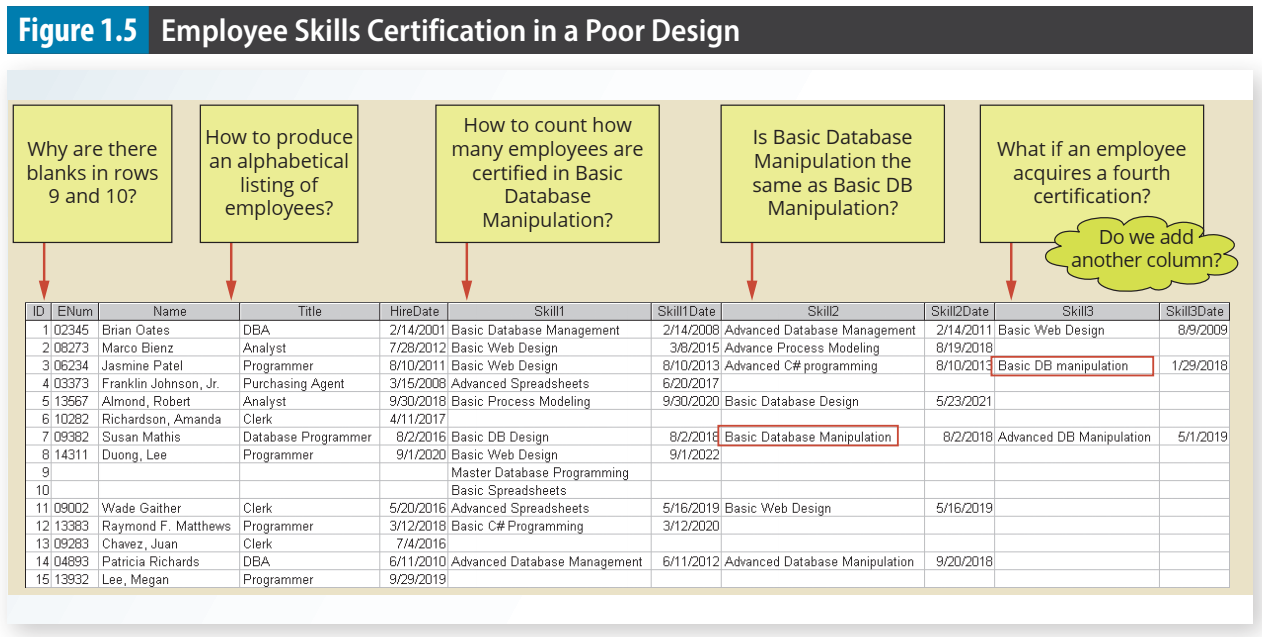 Figure 1.5 Employee Skills Certification in a Poor Design
Why are there
blanks in rows
9 and 10?
How to produce
an alphabetical
listing of
employees?
How to count how
many employees are
certified in Basic
Database
Manipulation?
Is Basic Database
Manipulation the
same as Basic DB
Manipulation?
What if an employee
acquires a fourth
certification?
Do we add
another column?
ID ENum Name Title HireDate Skill1 Skill1Date Skill2 Skill2Date Skill3 Skill3Date
1 02345 Brian Oates DBA 2/14/2001 Basic Database Management 2/14/2008 Advanced Database Management 2/14/2011 Basic Web Design 8/9/2009
2 08273 Marco Bienz Analyst 7/28/2012 Basic Web Design 3/8/2015 Advance Process Modeling 8/19/2018
3 06234 Jasmine Patel Programmer 8/10/2011 Basic Web Design 8/10/2013 Advanced C# programming 8/10/2013 Basic DB manipulation 1/29/2018
4 03373 Franklin Johnson, Jr. Purchasing Agent 3/15/2008 Advanced Spreadsheets 6/20/2017
5 13567 Almond, Robert Analyst 9/30/2018 Basic Process Modeling 9/30/2020 Basic Database Design 5/23/2021
6 10282 Richardson, Amanda Clerk 4/11/2017
7 09382 Susan Mathis Database Programmer 8/2/2016 Basic DB Design 8/2/2018 Basic Database Manipulation 8/2/2018 Advanced DB Manipulation 5/1/2019
8 14311 Duong, Lee Programmer 9/1/2020 Basic Web Design 9/1/2022
9 Master Database Programming
10 Basic Spreadsheets
11 09002 Wade Gaither Clerk 5/20/2016 Advanced Spreadsheets 5/16/2019 Basic Web Design 5/16/2019
12 13383 Raymond F. Matthews Programmer 3/12/2018 Basic C# Programming 3/12/2020
13 09283 Chavez, Juan Clerk 7/4/2016
14 04893 Patricia Richards DBA 6/11/2010 Advanced Database Management 6/11/2012 Advanced Database Manipulation 9/20/2018
15 13932 Lee, Megan Programmer 9/29/2019